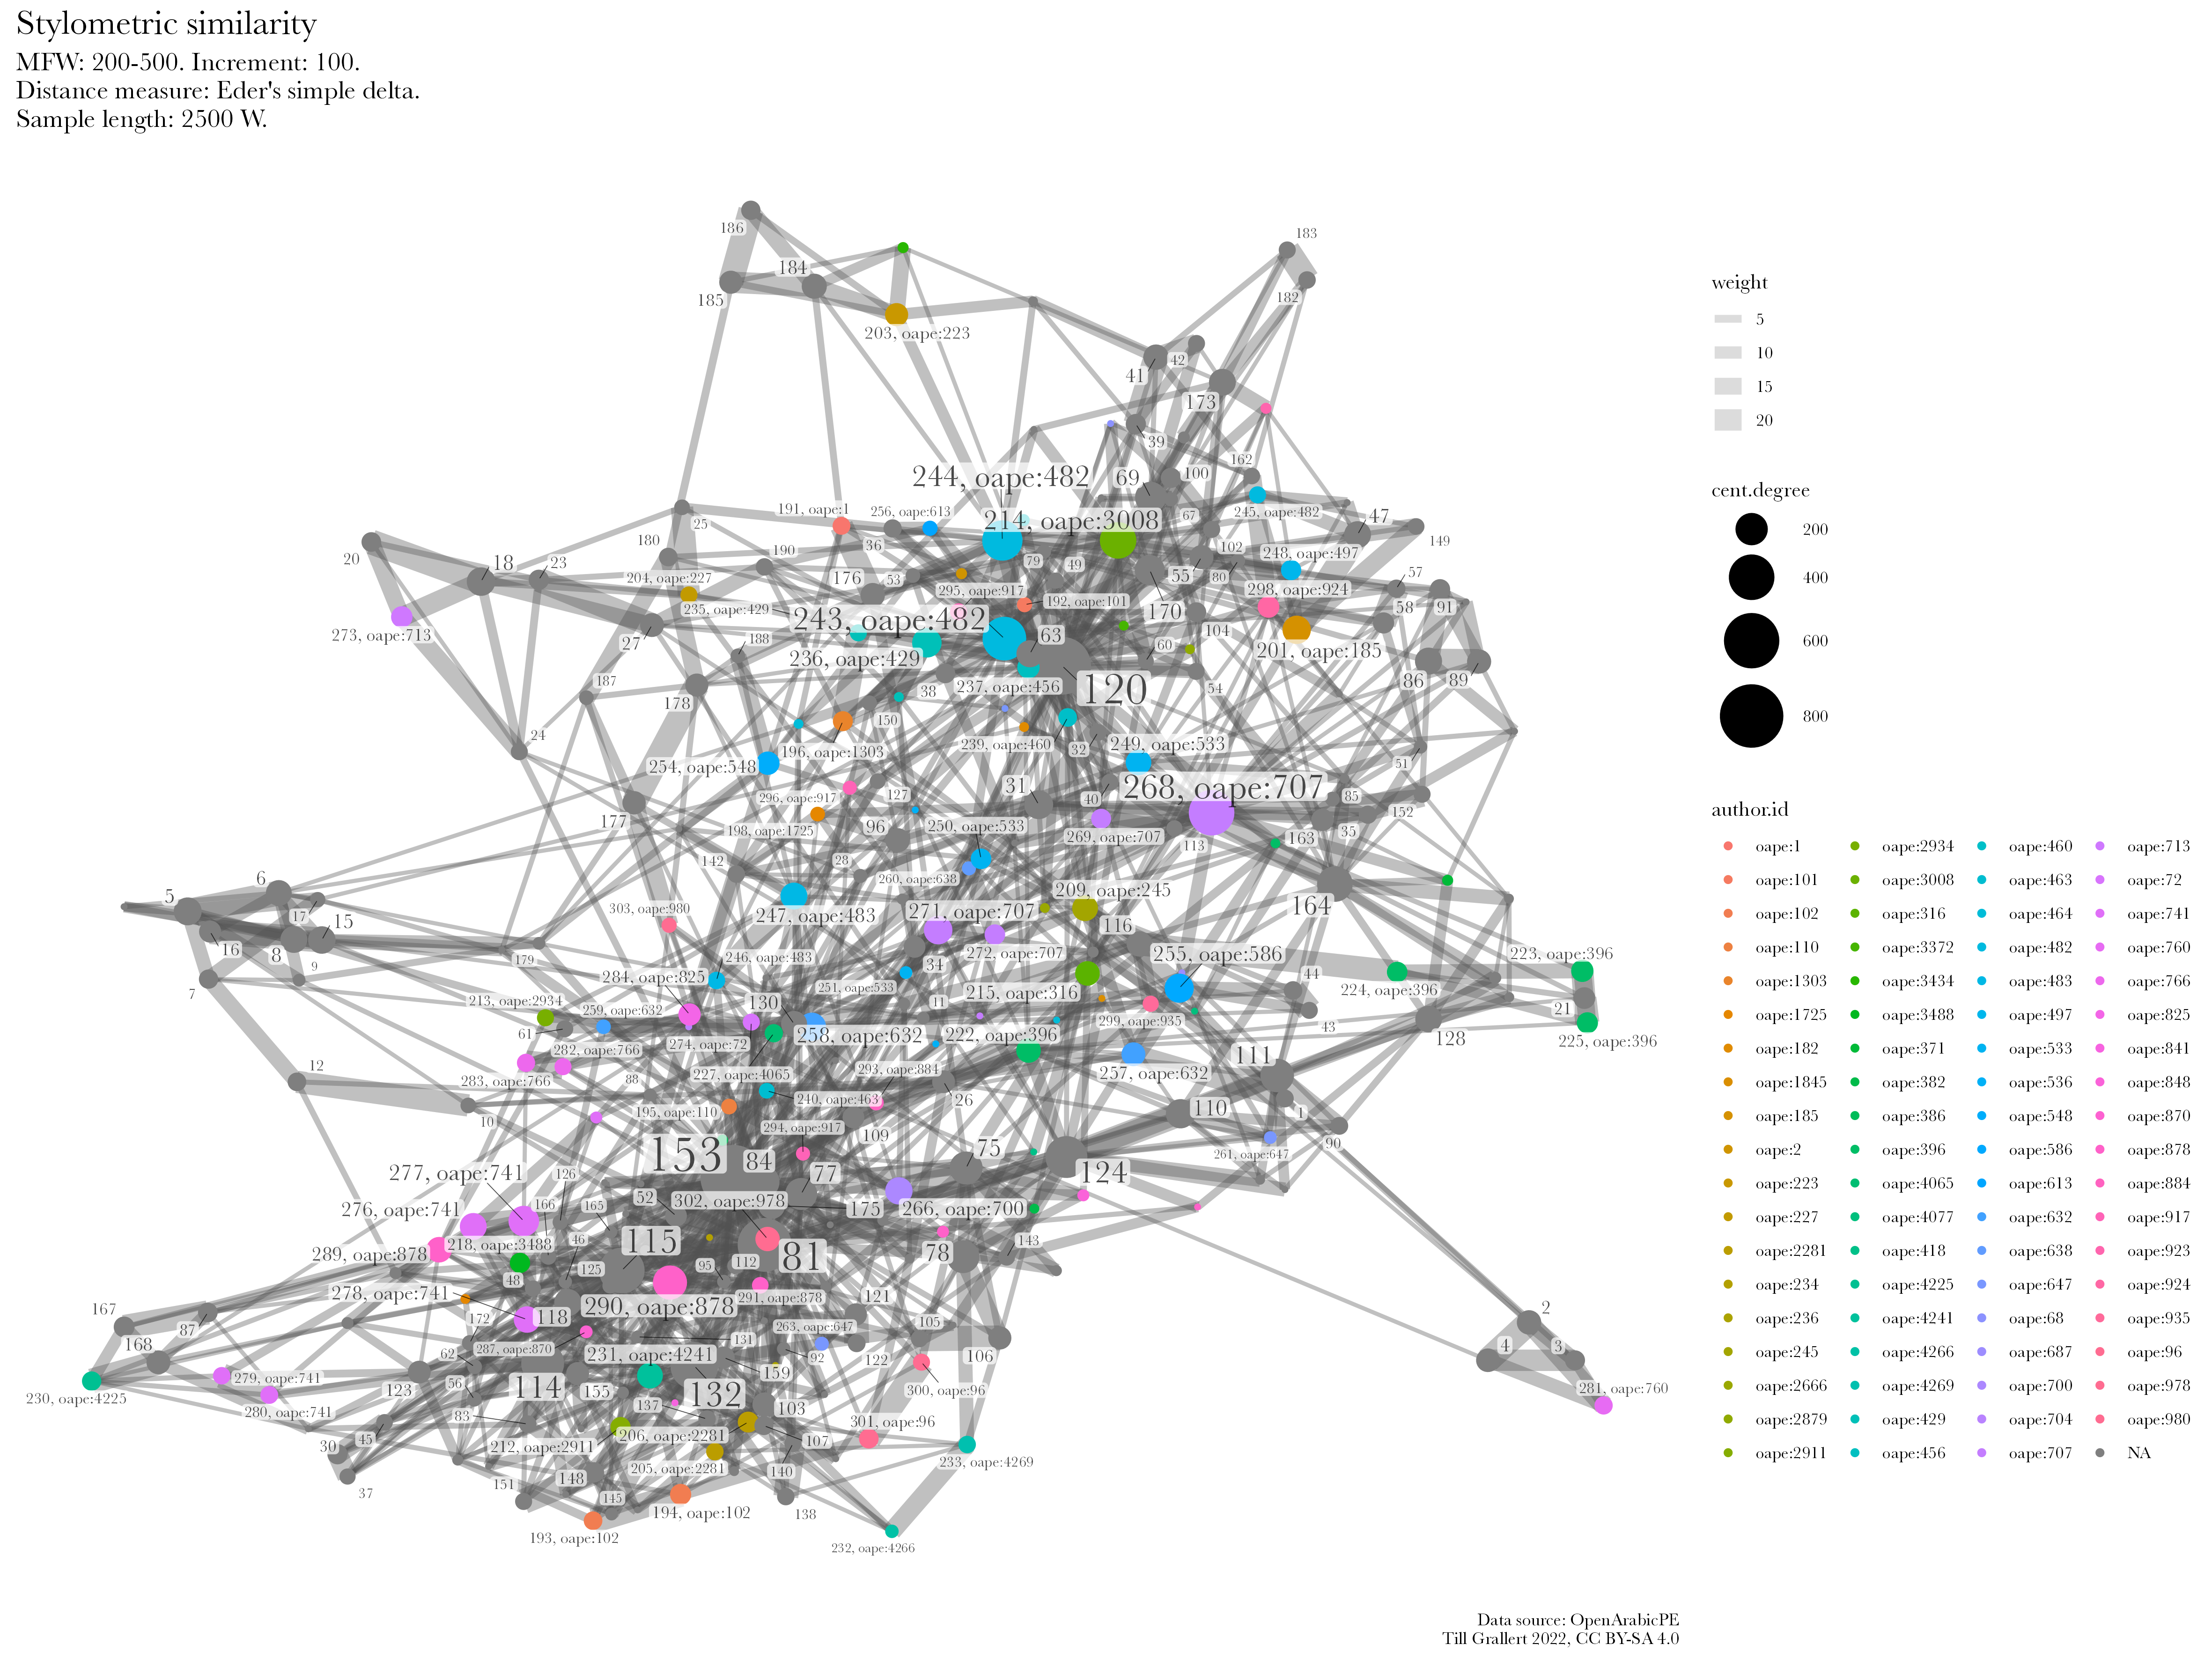 Stylometric similarity
MFW: 200-500. Increment: 100.
Distance measure: Eder's simple delta.
Sample length: 2500 W.
186
184
185
203, oape:223
183
182
42
41
173
39
162
100
69
244, oape:482
191, oape:1
256, oape:613
214, oape:3008
67
245, oape:482
47
149
25
36
180
190
20
18
23
204, oape:227
176
53
79
49
102
248, oape:497
55
80
57
295, oape:917
192, oape:101
298, oape:924
235, oape:429
243, oape:482
170
58
91
273, oape:713
27
188
63
104
60
201, oape:185
236, oape:429
86
89
187
178
38
237, oape:456
120
54
24
150
196, oape:1303
239, oape:460
32
249, oape:533
51
254, oape:548
31
268, oape:707
296, oape:917
127
40
85
152
177
198, oape:1725
96
250, oape:533
269, oape:707
113
163
35
142
28
260, oape:638
209, oape:245
6
5
17
15
303, oape:980
247, oape:483
271, oape:707
164
16
8
9
7
179
34
272, oape:707
116
246, oape:483
255, oape:586
223, oape:396
284, oape:825
251, oape:533
215, oape:316
44
224, oape:396
21
213, oape:2934
259, oape:632
130
11
299, oape:935
43
61
282, oape:766
274, oape:72
258, oape:632
222, oape:396
128
225, oape:396
12
283, oape:766
88
227, oape:4065
293, oape:884
257, oape:632
111
10
195, oape:110
240, oape:463
26
110
1
294, oape:917
109
90
153
84
75
261, oape:647
277, oape:741
126
77
124
276, oape:741
166
165
52
302, oape:978
175
266, oape:700
289, oape:878
218, oape:3488
46
115
81
78
143
48
125
95
112
278, oape:741
290, oape:878
291, oape:878
121
167
87
172
118
2
168
287, oape:870
131
263, oape:647
105
4
3
62
231, oape:4241
92
122
106
159
279, oape:741
56
230, oape:4225
123
280, oape:741
114
155
132
300, oape:96
281, oape:760
83
137
103
301, oape:96
30
45
212, oape:2911
206, oape:2281
107
233, oape:4269
205, oape:2281
140
37
151
148
145
194, oape:102
138
193, oape:102
232, oape:4266
weight
5
10
15
20
cent.degree
200
400
600
800
author.id
oape:1
oape:101
oape:102
oape:110
oape:1303
oape:1725
oape:182
oape:1845
oape:185
oape:2
oape:223
oape:227
oape:2281
oape:234
oape:236
oape:245
oape:2666
oape:2879
oape:2911
oape:2934
oape:3008
oape:316
oape:3372
oape:3434
oape:3488
oape:371
oape:382
oape:386
oape:396
oape:4065
oape:4077
oape:418
oape:4225
oape:4241
oape:4266
oape:4269
oape:429
oape:456
oape:460
oape:463
oape:464
oape:482
oape:483
oape:497
oape:533
oape:536
oape:548
oape:586
oape:613
oape:632
oape:638
oape:647
oape:68
oape:687
oape:700
oape:704
oape:707
oape:713
oape:72
oape:741
oape:760
oape:766
oape:825
oape:841
oape:848
oape:870
oape:878
oape:884
oape:917
oape:923
oape:924
oape:935
oape:96
oape:978
oape:980
NA
Data source: OpenArabicPE
Till Grallert 2022, CC BY-SA 4.0